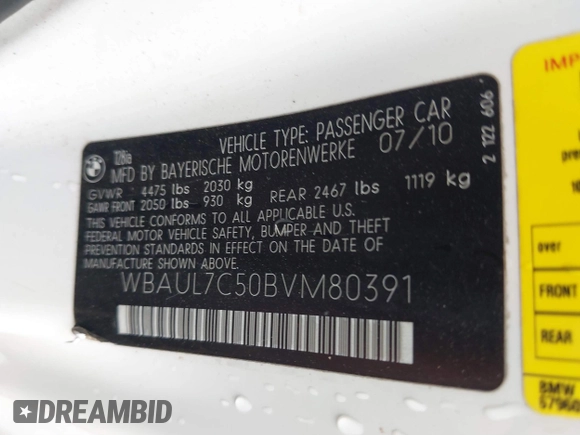 128ia
VEHICLE TYPE: PASSENGER CAR
MFD BY BAYERISCHE MOTORENWERKE 07/10
GVWR 4475 lbs 2030 kg
GAWR FRONT 2050 lbs 930 kg REAR 2467 lbs 1119 kg
THIS VEHICLE CONFORMS TO ALL APPLICABLE U.S.
FEDERAL MOTOR VEHICLE SAFETY, BUMPER AND THEFT
PREVENTION STANDARDS IN EFFECT ON THE DATE OF
MANUFACTURE SHOWN ABOVE.
WBAUL7C50BVM80391
2 122 606
IMP
over
FRONT
REAR
BMW
57960
DREAMBID